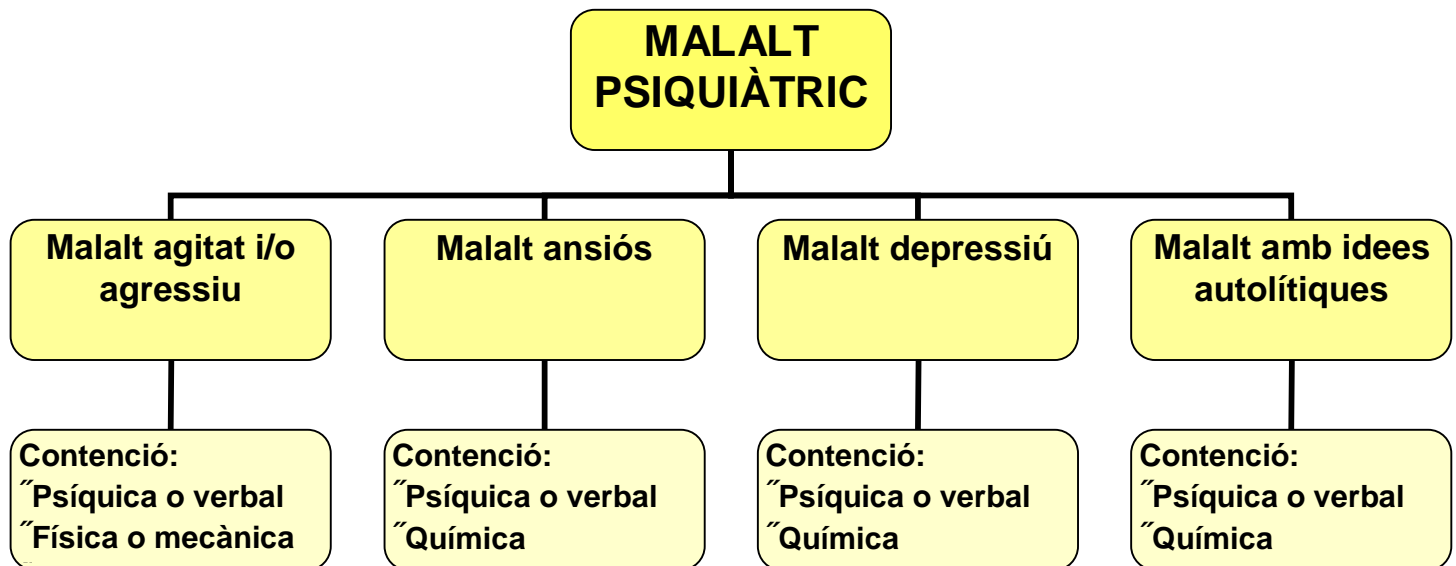 MALALT
PSIQUIÀTRIC
Malalt agitat i/o
agressiu
Malalt ansiós
Malalt depressiú
Malalt amb idees
autolítiques
Contenció:
˝Psíquica o verbal
˝Física o mecànica
Contenció:
˝Psíquica o verbal
˝Química
Contenció:
˝Psíquica o verbal
˝Química
Contenció:
˝Psíquica o verbal
˝Química